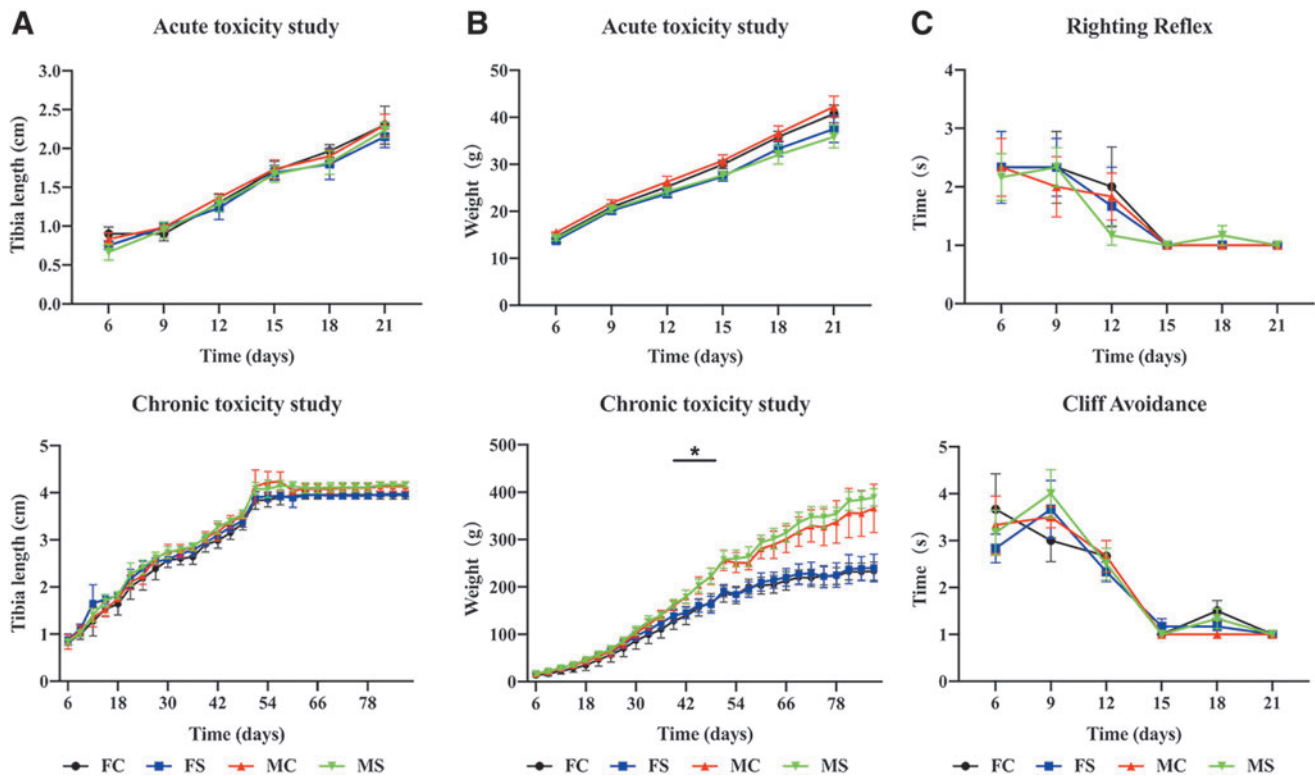 A Acute toxicity study
Tibia length (cm)
3.0
2.5
2.0
1.5
1.0
0.5
0.0
6 9 12 15 18 21
Time (days)
B Acute toxicity study
Weight (g)
50
40
30
20
10
0
6 9 12 15 18 21
Time (days)
C Righting Reflex
Time (s)
4
3
2
1
0
6 9 12 15 18 21
Time (days)
Chronic toxicity study
Tibia length (cm)
5
4
3
2
1
0
6 18 30 42 54 66 78
Time (days)
FC FS MC MS
Chronic toxicity study
*
Weight (g)
500
400
300
200
100
0
6 18 30 42 54 66 78
Time (days)
FC FS MC MS
Cliff Avoidance
Time (s)
5
4
3
2
1
0
6 9 12 15 18 21
Time (days)
FC FS MC MS